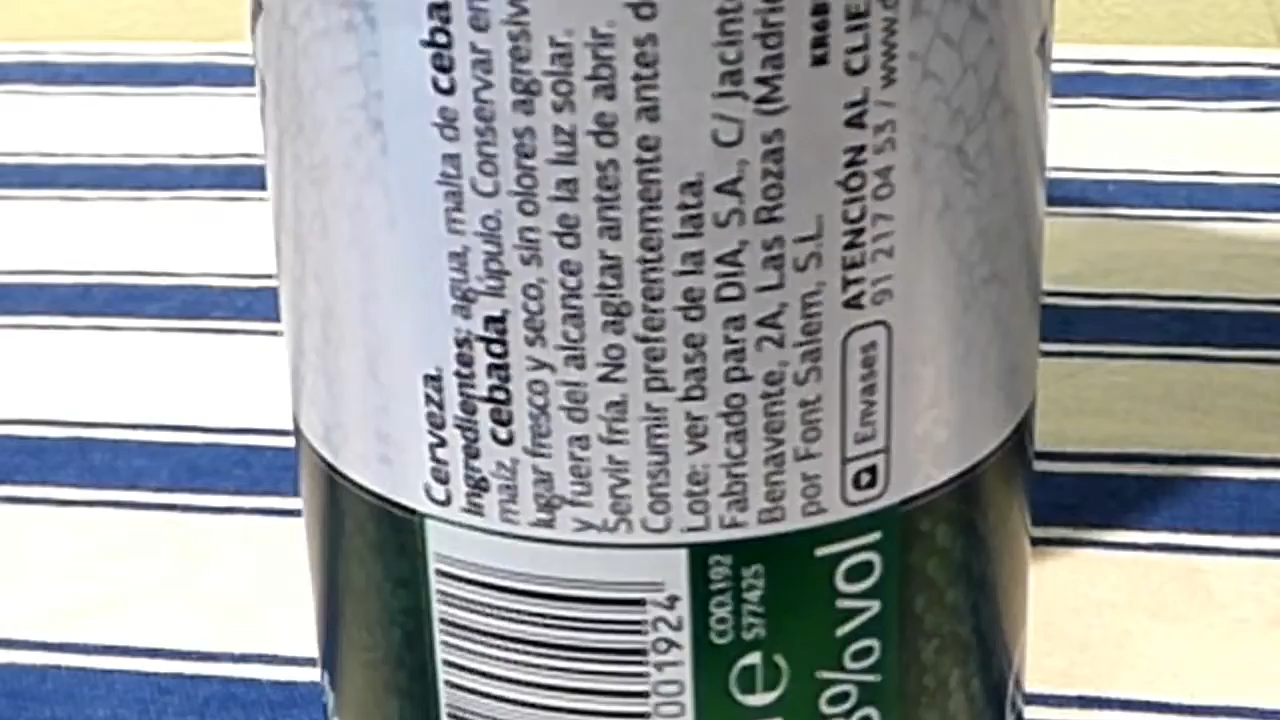 Cerveza.
Ingredientes: agua, malta de ceba
maíz, cebada, lúpulo. Conservar en
lugar fresco y seco, sin olores agresiv
y fuera del alcance de la luz solar.
Servir fría. No agitar antes de abrir.
Consumir preferentemente antes d
Lote: ver base de la lata.
Fabricado para DIA, S.A., C/ Jacint
Benavente, 2A, Las Rozas (Madri
por Font Salem, S.L.
Envases
ATENCIÓN AL CLIE
91 217 04 53 / www.
001924
COD.192
577425
e
% vol